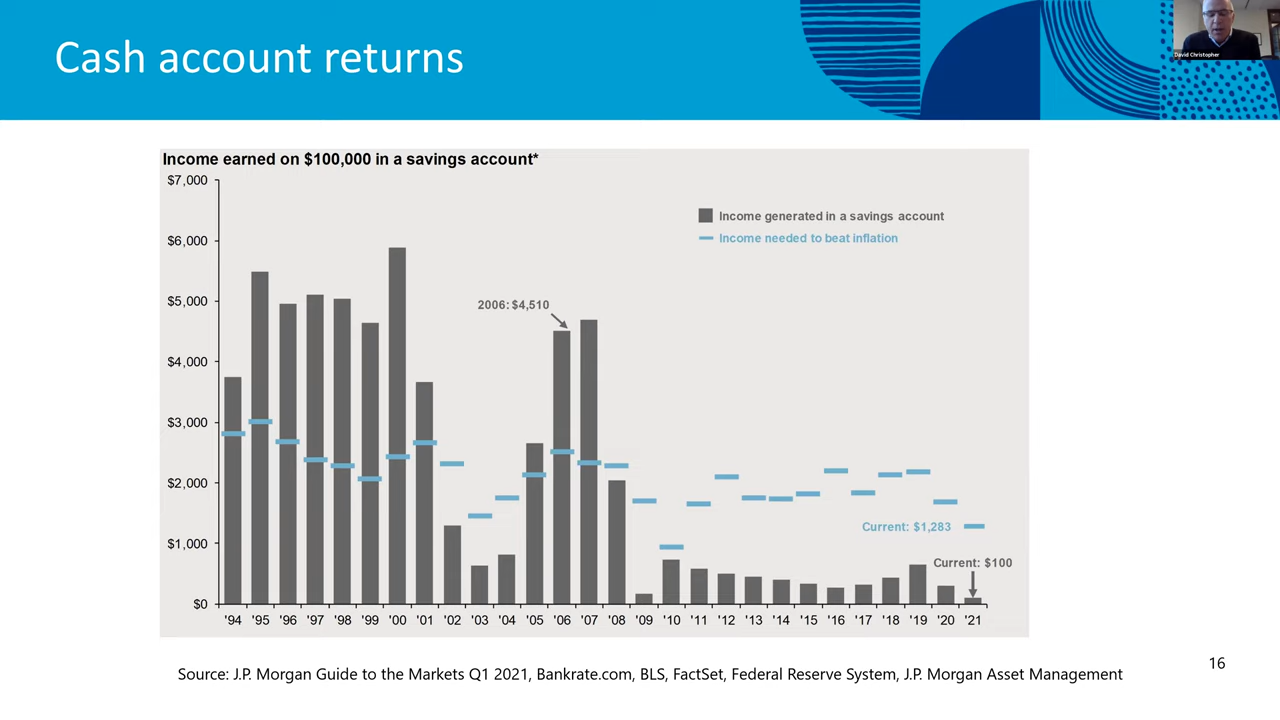 Cash account returns
David Christopher
Income earned on $100,000 in a savings account*
$7,000
$6,000
$5,000
$4,000
$3,000
$2,000
$1,000
$0
Income generated in a savings account
Income needed to beat inflation
2006: $4,510
Current: $1,283
Current: $100
'94 '95 '96 '97 '98 '99 '00 '01 '02 '03 '04 '05 '06 '07 '08 '09 '10 '11 '12 '13 '14 '15 '16 '17 '18 '19 '20 '21
16
Source: J.P. Morgan Guide to the Markets Q1 2021, Bankrate.com, BLS, FactSet, Federal Reserve System, J.P. Morgan Asset Management